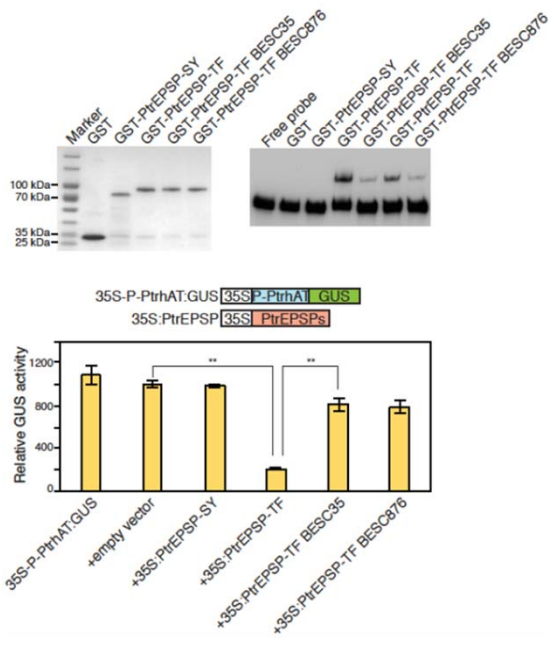 Marker
GST
GST-PtrEPSP-SY
GST-PtrEPSP-TF
GST-PtrEPSP-TF BESC35
GST-PtrEPSP-TF BESC876
100 kDa
70 kDa
35 kDa
25 kDa
Free probe
GST
GST-PtrEPSP-SY
GST-PtrEPSP-TF
GST-PtrEPSP-TF BESC35
GST-PtrEPSP-TF
GST-PtrEPSP-TF BESC876
35S-P-PtrhAT:GUS 35S P-PtrhAT GUS
35S:PtrEPSP 35S PtrEPSPs
Relative GUS activity
1200
800
400
0
** **
35S-P-PtrhAT:GUS
+empty vector
+35S:PtrEPSP-SY
+35S:PtrEPSP-TF
+35S:PtrEPSP-TF BESC35
+35S:PtrEPSP-TF BESC876